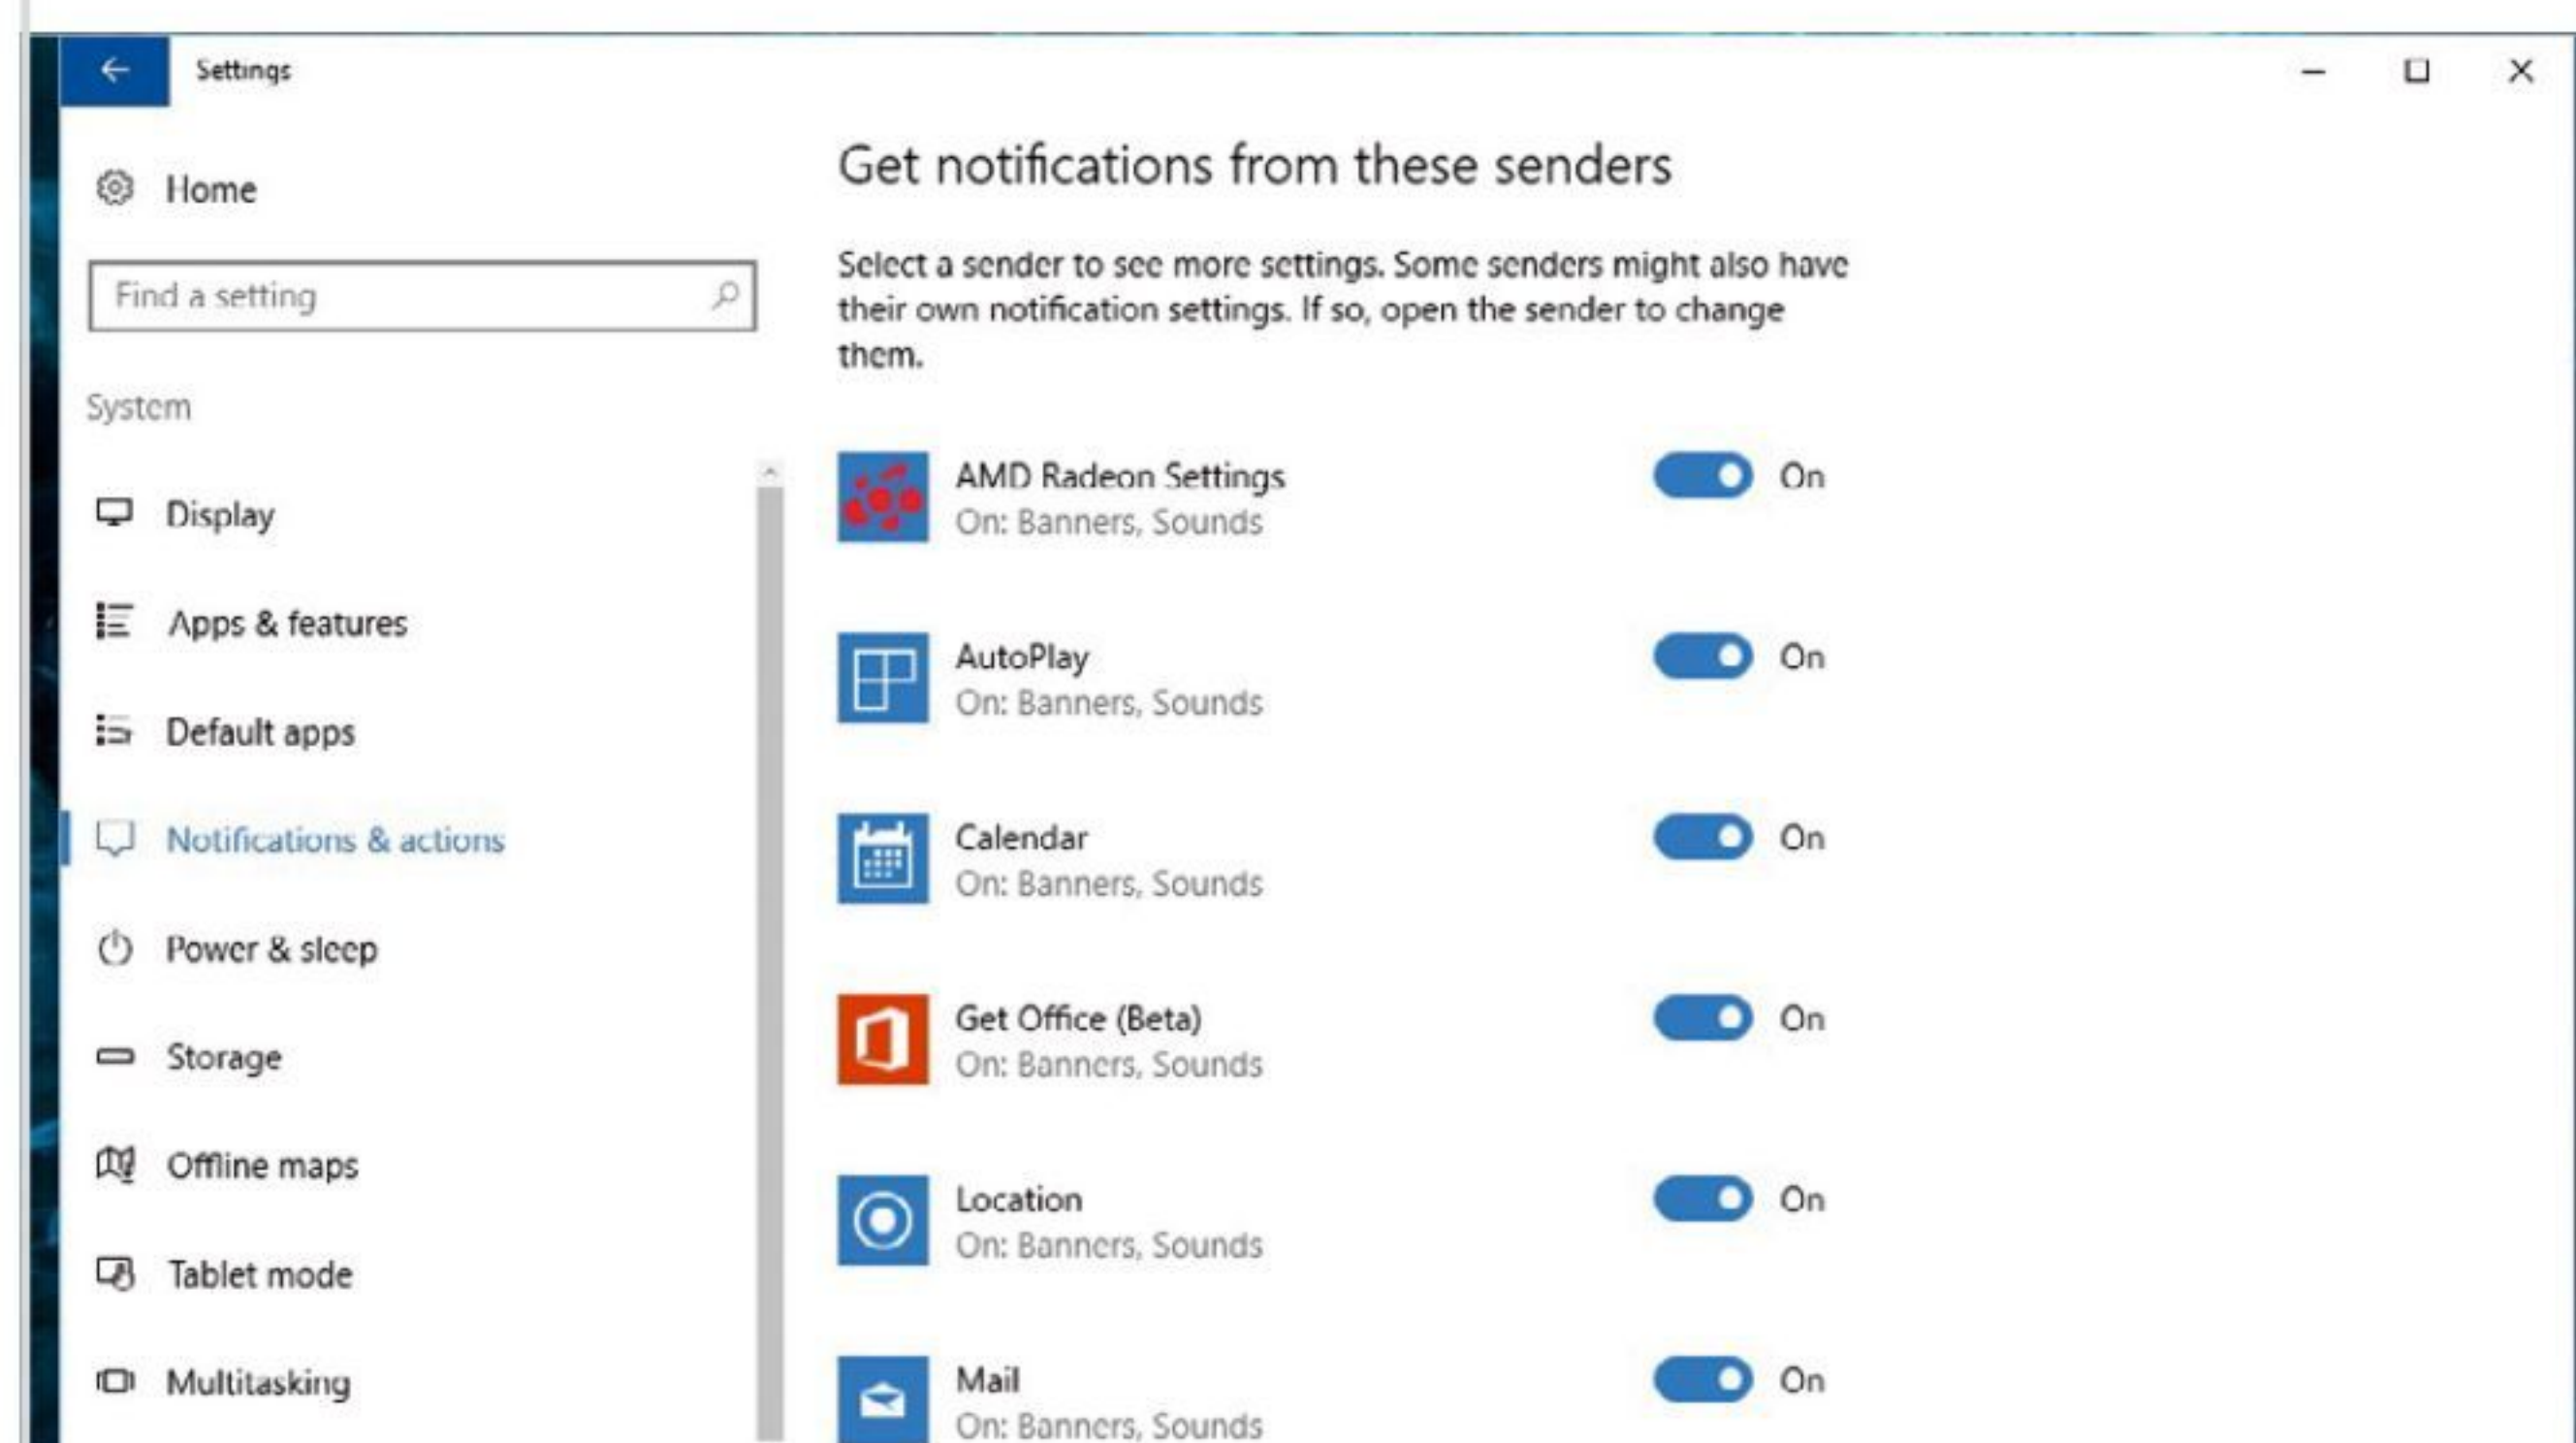 Settings
Home
Find a setting
System
Display
Apps & features
Default apps
Notifications & actions
Power & sleep
Storage
Offline maps
Tablet mode
Multitasking
Get notifications from these senders
Select a sender to see more settings. Some senders might also have
their own notification settings. If so, open the sender to change
them.
AMD Radeon Settings On
On: Banners, Sounds
AutoPlay On
On: Banners, Sounds
Calendar On
On: Banners, Sounds
Get Office (Beta) On
On: Banners, Sounds
Location On
On: Banners, Sounds
Mail On
On: Banners, Sounds